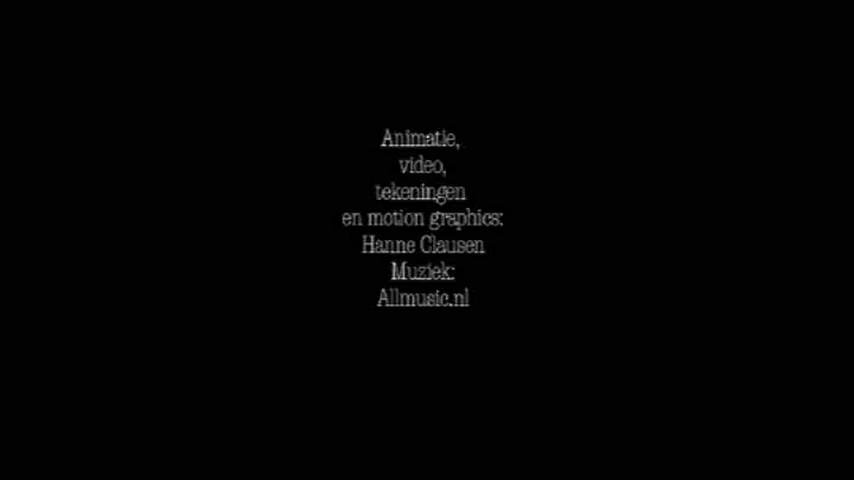 Animatie,
video,
tekeningen
en motion graphics:
Hanne Clausen
Muziek:
Allmusic.nl